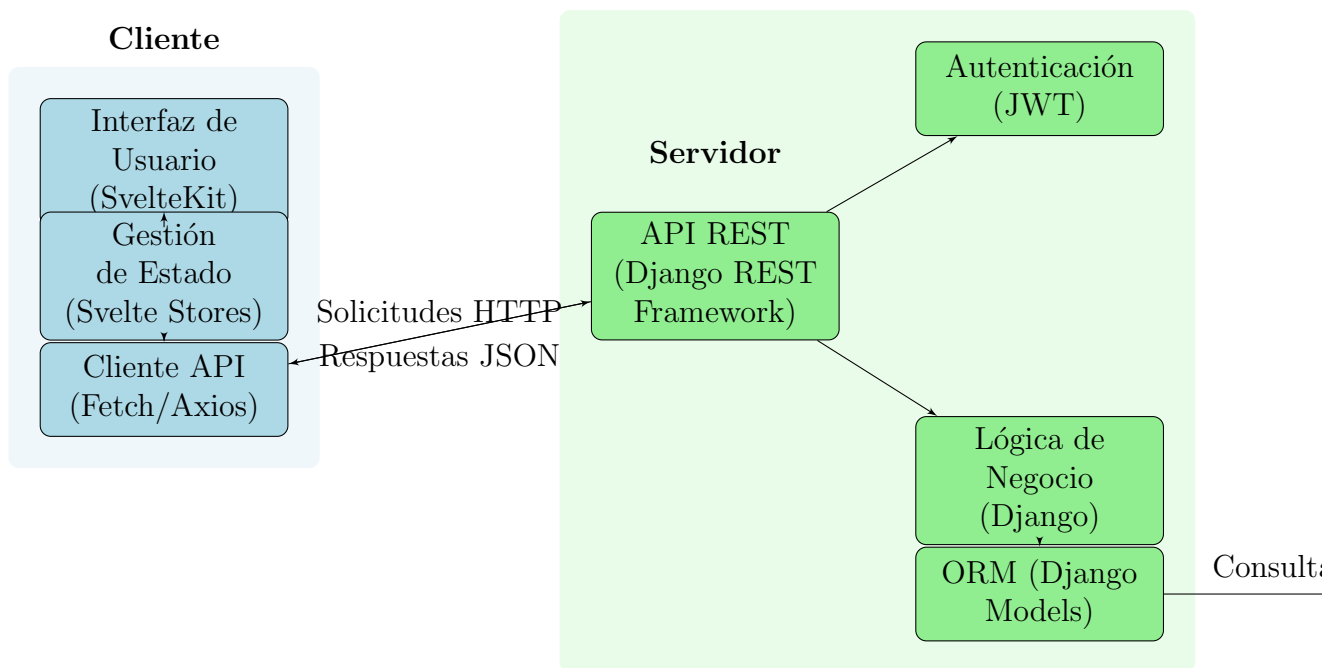 Cliente
Interfaz de
Usuario
(SvelteKit)
Gestión
de Estado
(Svelte Stores)
Cliente API
(Fetch/Axios)
Solicitudes HTTP
Respuestas JSON
Servidor
API REST
(Django REST
Framework)
Autenticación
(JWT)
Lógica de
Negocio
(Django)
ORM (Django
Models)